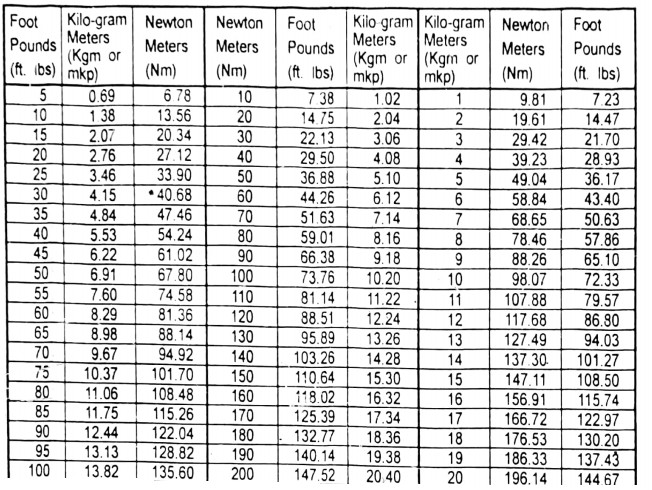 Foot Pounds (ft. lbs) Kilo-gram Meters (Kgm or mkp) Newton Meters (Nm) Newton Meters (Nm) Foot Pounds (ft. lbs) Kilo-gram Meters (Kgm or mkp) Kilo-gram Meters (Kgm or mkp) Newton Meters (Nm) Foot Pounds (ft. lbs)
5 0.69 6.78 10 7.38 1.02 1 9.81 7.23
10 1.38 13.56 20 14.75 2.04 2 19.61 14.47
15 2.07 20.34 30 22.13 3.06 3 29.42 21.70
20 2.76 27.12 40 29.50 4.08 4 39.23 28.93
25 3.46 33.90 50 36.88 5.10 5 49.04 36.17
30 4.15 40.68 60 44.26 6.12 6 58.84 43.40
35 4.84 47.46 70 51.63 7.14 7 68.65 50.63
40 5.53 54.24 80 59.01 8.16 8 78.46 57.86
45 6.22 61.02 90 66.38 9.18 9 88.26 65.10
50 6.91 67.80 100 73.76 10.20 10 98.07 72.33
55 7.60 74.58 110 81.14 11.22 11 107.88 79.57
60 8.29 81.36 120 88.51 12.24 12 117.68 86.80
65 8.98 88.14 130 95.89 13.26 13 127.49 94.03
70 9.67 94.92 140 103.26 14.28 14 137.30 101.27
75 10.37 101.70 150 110.64 15.30 15 147.11 108.50
80 11.06 108.48 160 118.02 16.32 16 156.91 115.74
85 11.75 115.26 170 125.39 17.34 17 166.72 122.97
90 12.44 122.04 180 132.77 18.36 18 176.53 130.20
95 13.13 128.82 190 140.14 19.38 19 186.33 137.43
100 13.82 135.60 200 147.52 20.40 20 196.14 144.67